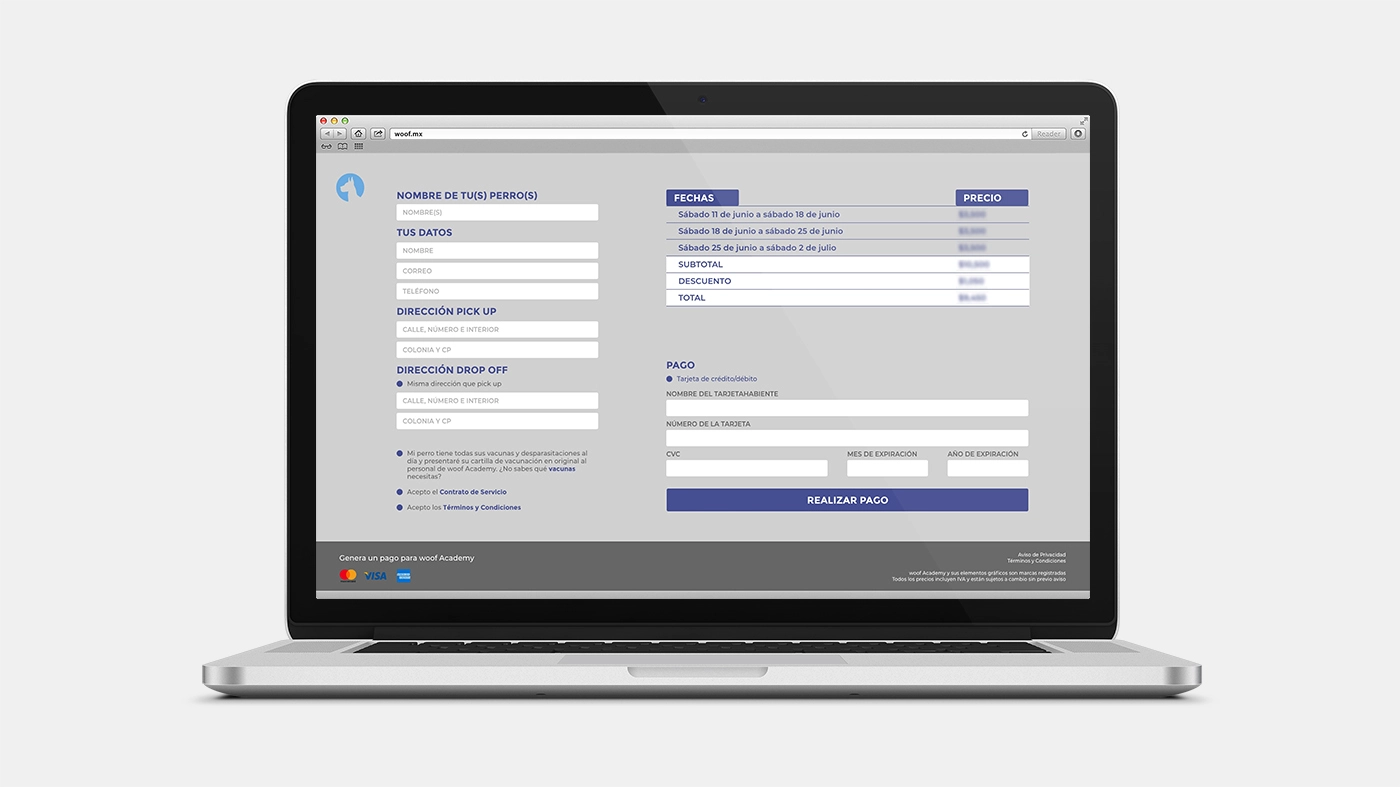 woof.mx
Reader
NOMBRE DE TU(S) PERRO(S)
NOMBRE(S)
TUS DATOS
NOMBRE
CORREO
TELÉFONO
DIRECCIÓN PICK UP
CALLE, NÚMERO E INTERIOR
COLONIA Y CP
DIRECCIÓN DROP OFF
Misma dirección que pick up
CALLE, NÚMERO E INTERIOR
COLONIA Y CP
Mi perro tiene todas sus vacunas y desparasitaciones al
día y presentaré su cartilla de vacunación en original al
personal de woof Academy. ¿No sabes qué vacunas
necesitas?
Acepto el Contrato de Servicio
Acepto los Términos y Condiciones
FECHAS PRECIO
Sábado 11 de junio a sábado 18 de junio
Sábado 18 de junio a sábado 25 de junio
Sábado 25 de junio a sábado 2 de julio
SUBTOTAL
DESCUENTO
TOTAL
PAGO
Tarjeta de crédito/débito
NOMBRE DEL TARJETAHABIENTE
NÚMERO DE LA TARJETA
CVC MES DE EXPIRACIÓN AÑO DE EXPIRACIÓN
REALIZAR PAGO
Genera un pago para woof Academy
VISA
Aviso de Privacidad
Términos y Condiciones
woof Academy y sus elementos gráficos son marcas registradas
Todos los precios incluyen IVA y están sujetos a cambio sin previo aviso